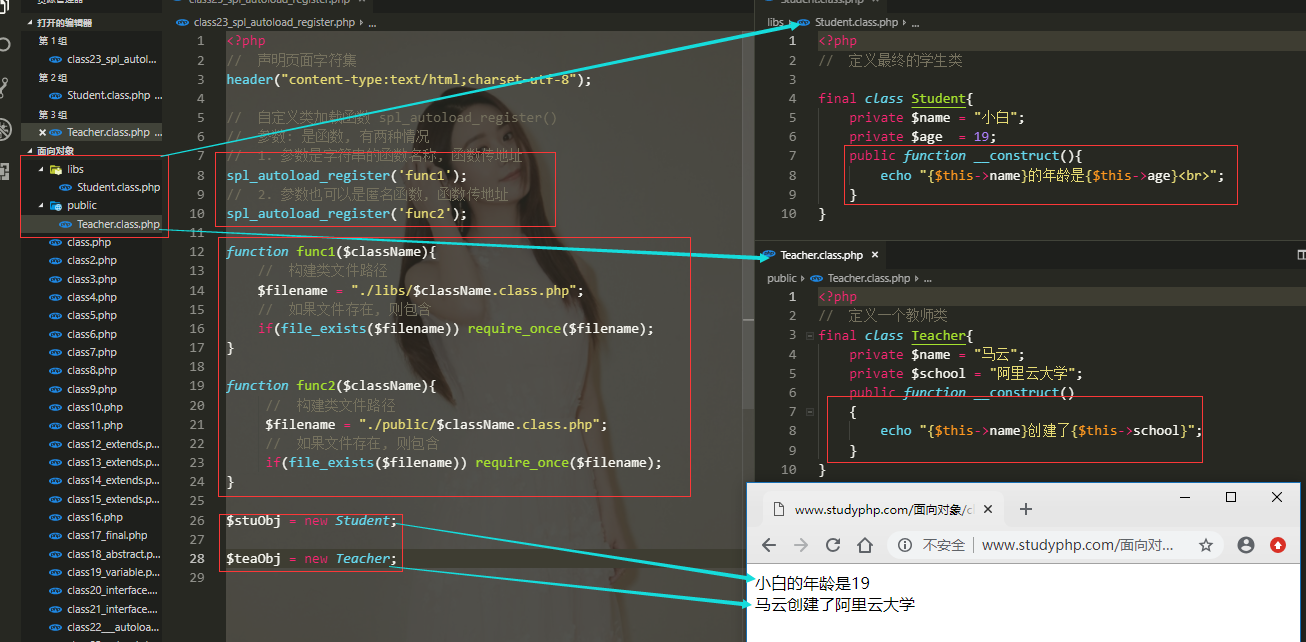 资源管理器
打开的编辑器
第 1 组
class23_spl_autol...
第 2 组
Student.class.php ...
第 3 组
Teacher.class.php ...
面向对象
libs
Student.class.php
public
Teacher.class.php
class.php
class2.php
class3.php
class4.php
class5.php
class6.php
class7.php
class8.php
class9.php
class10.php
class11.php
class12_extends.p...
class13_extends.p...
class14_extends.p...
class15_extends.p...
class16.php
class17_final.php
class18_abstract.p...
class19_variable.p...
class20_interface....
class21_interface....
class22___autoloa...
class23_spl_autoload_register.php
class23_spl_autoload_register.php › ...
1 <?php
2 // 声明页面字符集
3 header("content-type:text/html;charset=utf-8");
4
5 // 自定义类加载函数 spl_autoload_register()
6 // 参数: 是函数, 有两种情况
7 // 1. 参数是字符串的函数名称, 函数传地址
8 spl_autoload_register('func1');
9 // 2. 参数也可以是匿名函数, 函数传地址
10 spl_autoload_register('func2');
11
12 function func1($className){
13 // 构建类文件路径
14 $filename = "./libs/$className.class.php";
15 // 如果文件存在, 则包含
16 if(file_exists($filename)) require_once($filename);
17 }
18
19 function func2($className){
20 // 构建类文件路径
21 $filename = "./public/$className.class.php";
22 // 如果文件存在, 则包含
23 if(file_exists($filename)) require_once($filename);
24 }
25
26 $stuObj = new Student;
27
28 $teaObj = new Teacher;
29
Student.class.php
libs › Student.class.php › ...
1 <?php
2 // 定义最终的学生类
3
4 final class Student{
5 private $name = "小白";
6 private $age = 19;
7 public function __construct(){
8 echo "{$this->name}的年龄是{$this->age}<br>";
9 }
10 }
Teacher.class.php ×
public › Teacher.class.php › ...
1 <?php
2 // 定义一个教师类
3 final class Teacher{
4 private $name = "马云";
5 private $school = "阿里云大学";
6 public function __construct()
7 {
8 echo "{$this->name}创建了{$this->school}";
9 }
10 }
www.studyphp.com/面向对象/c
不安全 www.studyphp.com/面向对...
小白的年龄是19
马云创建了阿里云大学